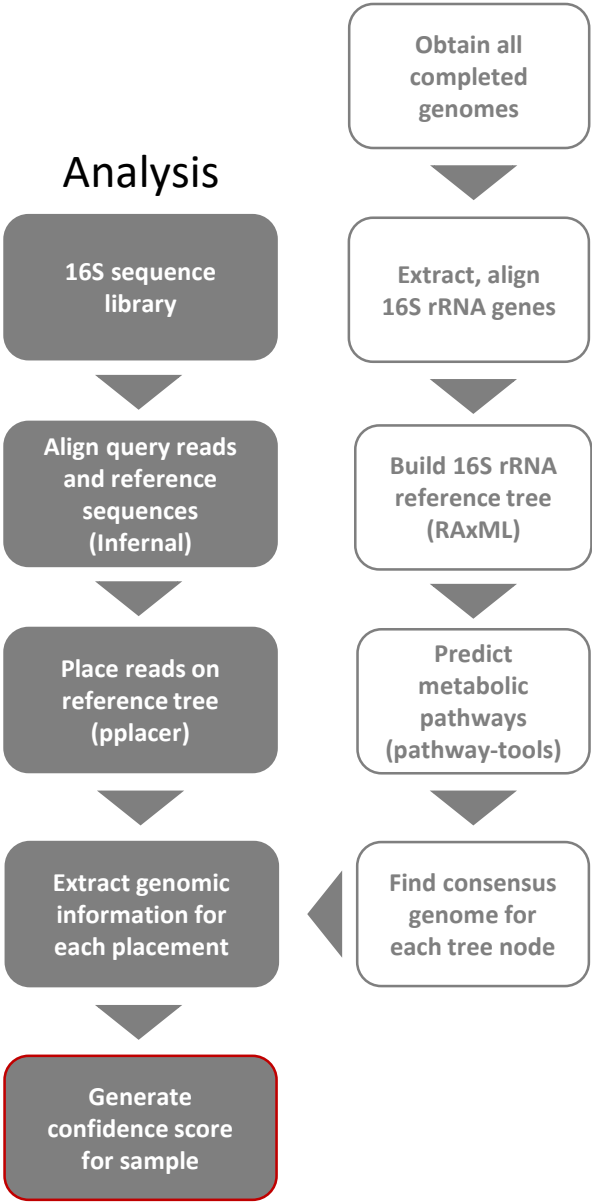 Analysis
16S sequence
library
Align query reads
and reference
sequences
(Infernal)
Place reads on
reference tree
(pplacer)
Extract genomic
information for
each placement
Generate
confidence score
for sample
Obtain all
completed
genomes
Extract, align
16S rRNA genes
Build 16S rRNA
reference tree
(RAxML)
Predict
metabolic
pathways
(pathway-tools)
Find consensus
genome for
each tree node